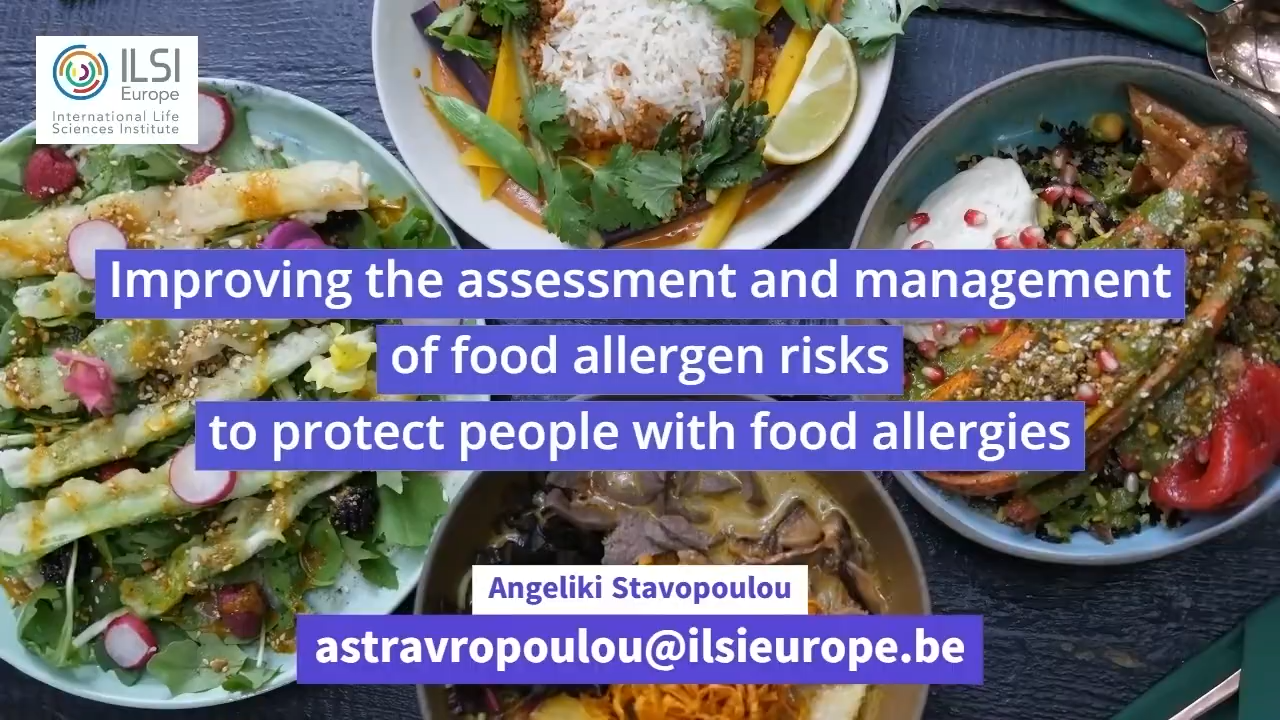 ILSI
Europe
International Life
Sciences Institute
Improving the assessment and management
of food allergen risks
to protect people with food allergies
Angeliki Stavopoulou
astravropoulou@ilsieurope.be